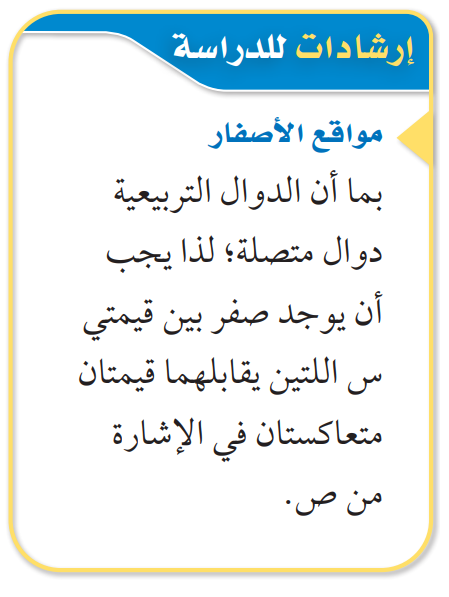 إرشادات للدراسة
مواقع الأصفار
بما أن الدوال التربيعية
دوال متصلة؛ لذا يجب
أن يوجد صفر بين قيمتي
س اللتين يقابلهما قيمتان
متعاكستان في الإشارة
من ص.